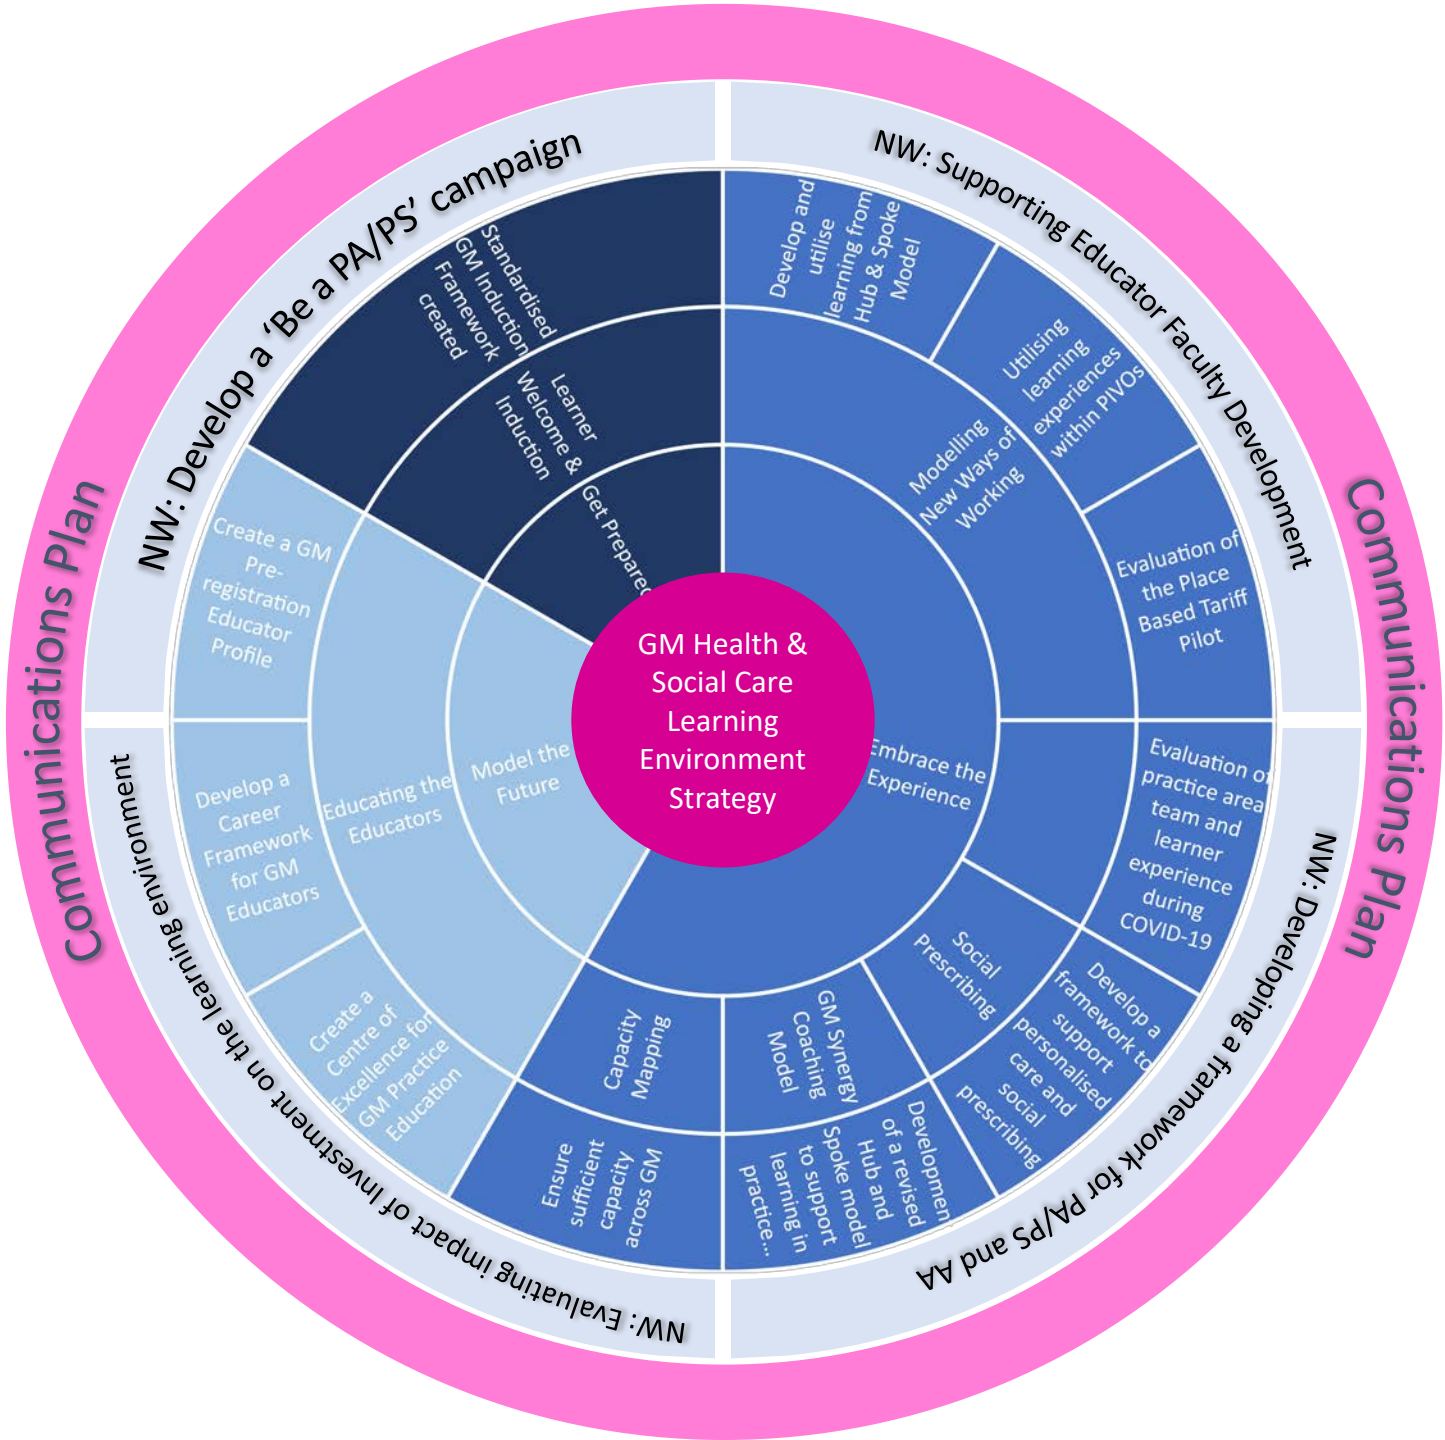 Communications Plan
Communications Plan
NW: Develop a ‘Be a PA/PS’ campaign
NW: Supporting Educator Faculty Development
NW: Developing a framework for PA/PS and AA
NW: Evaluating impact of Investment on the learning environment
GM Health &
Social Care
Learning
Environment
Strategy
Get Prepared
Learner
Welcome &
Induction
Standardised
GM Induction
Framework
created
Embrace the
Experience
Modelling
New Ways of
Working
Develop and
utilise
learning from
Hub & Spoke
Model
Utilising
learning
experiences
within PIVOs
Evaluation of
the Place
Based Tariff
Pilot
Evaluation of
practice area
team and
learner
experience
during
COVID-19
Social
Prescribing
Develop a
framework to
support
personalised
care and
social
prescribing
GM Synergy
Coaching
Model
Development
of a revised
Hub and
Spoke model
to support
learning in
practice...
Capacity
Mapping
Ensure
sufficient
capacity
across GM
Model the
Future
Educating the
Educators
Create a
Centre of
Excellence for
GM Practice
Education
Develop a
Career
Framework
for GM
Educators
Create a GM
Pre-
registration
Educator
Profile